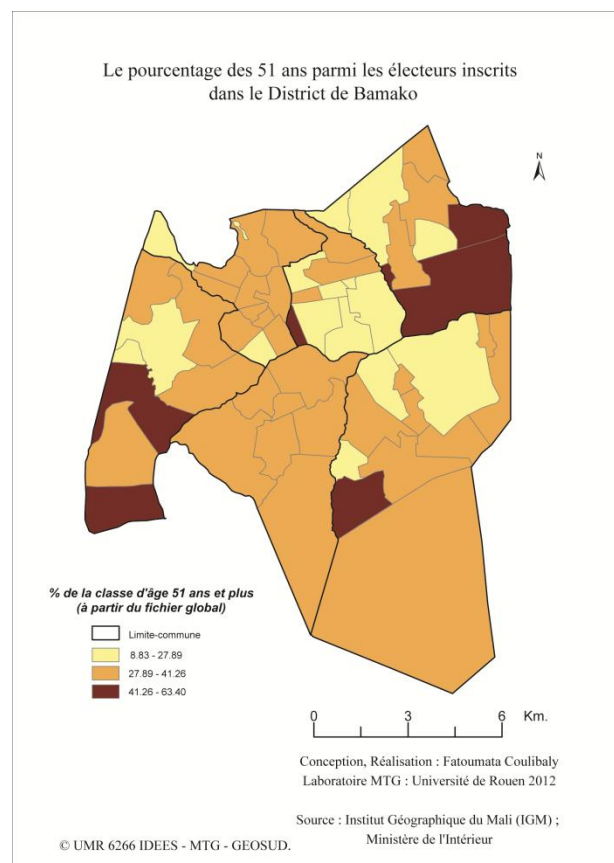 Le pourcentage des 51 ans parmi les électeurs inscrits
dans le District de Bamako
N
% de la classe d'âge 51 ans et plus
(à partir du fichier global)
Limite-commune
8.83 - 27.89
27.89 - 41.26
41.26 - 63.40
0 3 6 Km.
Conception, Réalisation : Fatoumata Coulibaly
Laboratoire MTG : Université de Rouen 2012
Source : Institut Géographique du Mali (IGM) ;
Ministère de l'Intérieur
© UMR 6266 IDEES - MTG - GEOSUD.